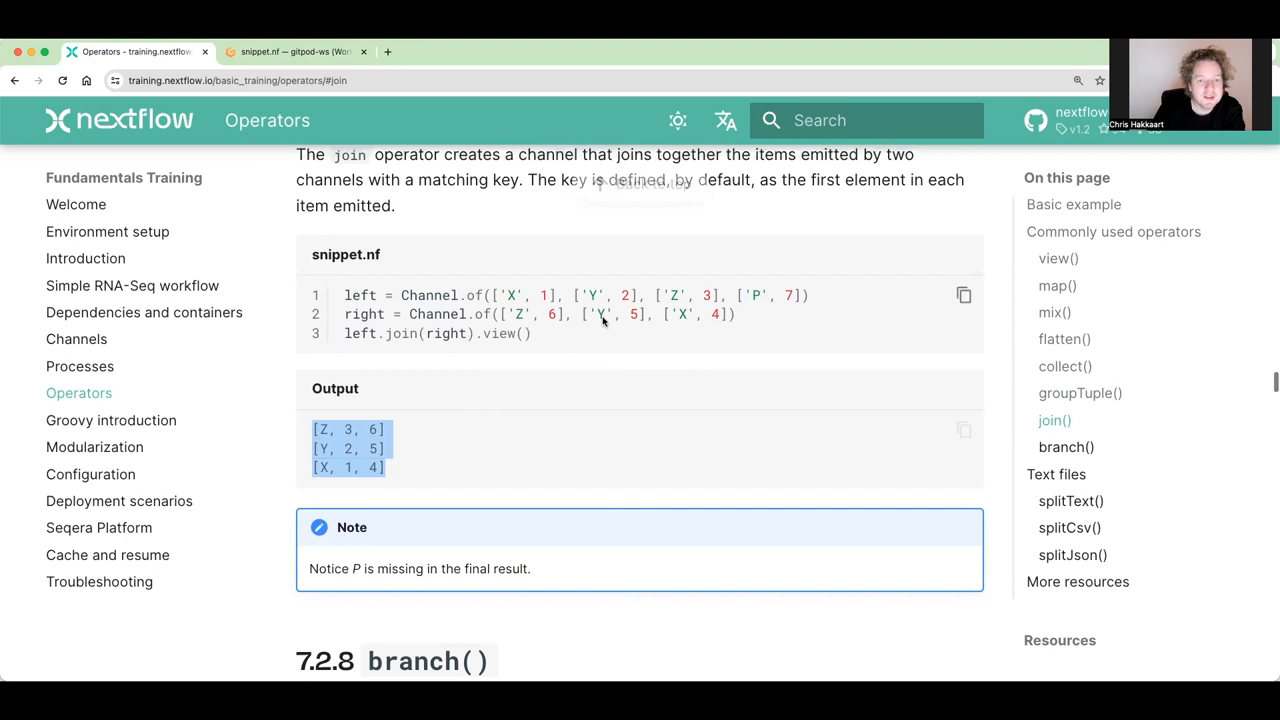 Operators - training.nextflow.
snippet.nf — gitpod-ws (Wor
training.nextflow.io/basic_training/operators/#join
nextflow
Operators
Search
nextflow
v1.2
Chris Hakkaart
Fundamentals Training
Welcome
Environment setup
Introduction
Simple RNA-Seq workflow
Dependencies and containers
Channels
Processes
Operators
Groovy introduction
Modularization
Configuration
Deployment scenarios
Seqera Platform
Cache and resume
Troubleshooting
The join operator creates a channel that joins together the items emitted by two
channels with a matching key. The key is defined, by default, as the first element in each
item emitted.
Back to top
snippet.nf
1 left = Channel.of(['X', 1], ['Y', 2], ['Z', 3], ['P', 7])
2 right = Channel.of(['Z', 6], ['Y', 5], ['X', 4])
3 left.join(right).view()
Output
[Z, 3, 6]
[Y, 2, 5]
[X, 1, 4]
Note
Notice P is missing in the final result.
7.2.8 branch()
On this page
Basic example
Commonly used operators
view()
map()
mix()
flatten()
collect()
groupTuple()
join()
branch()
Text files
splitText()
splitCsv()
splitJson()
More resources
Resources